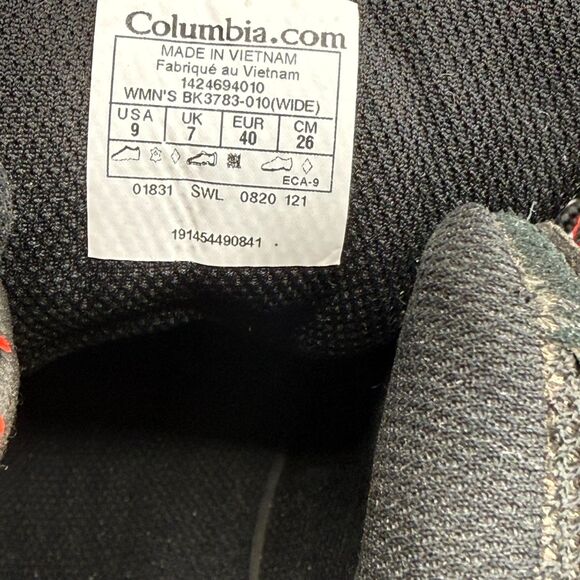 Columbia.com
MADE IN VIETNAM
Fabriqué au Vietnam
1424694010
WMN'S BK3783-010(WIDE)
USA UK EUR CM
9 7 40 26
ECA-9
01831 SWL 0820 121
191454490841